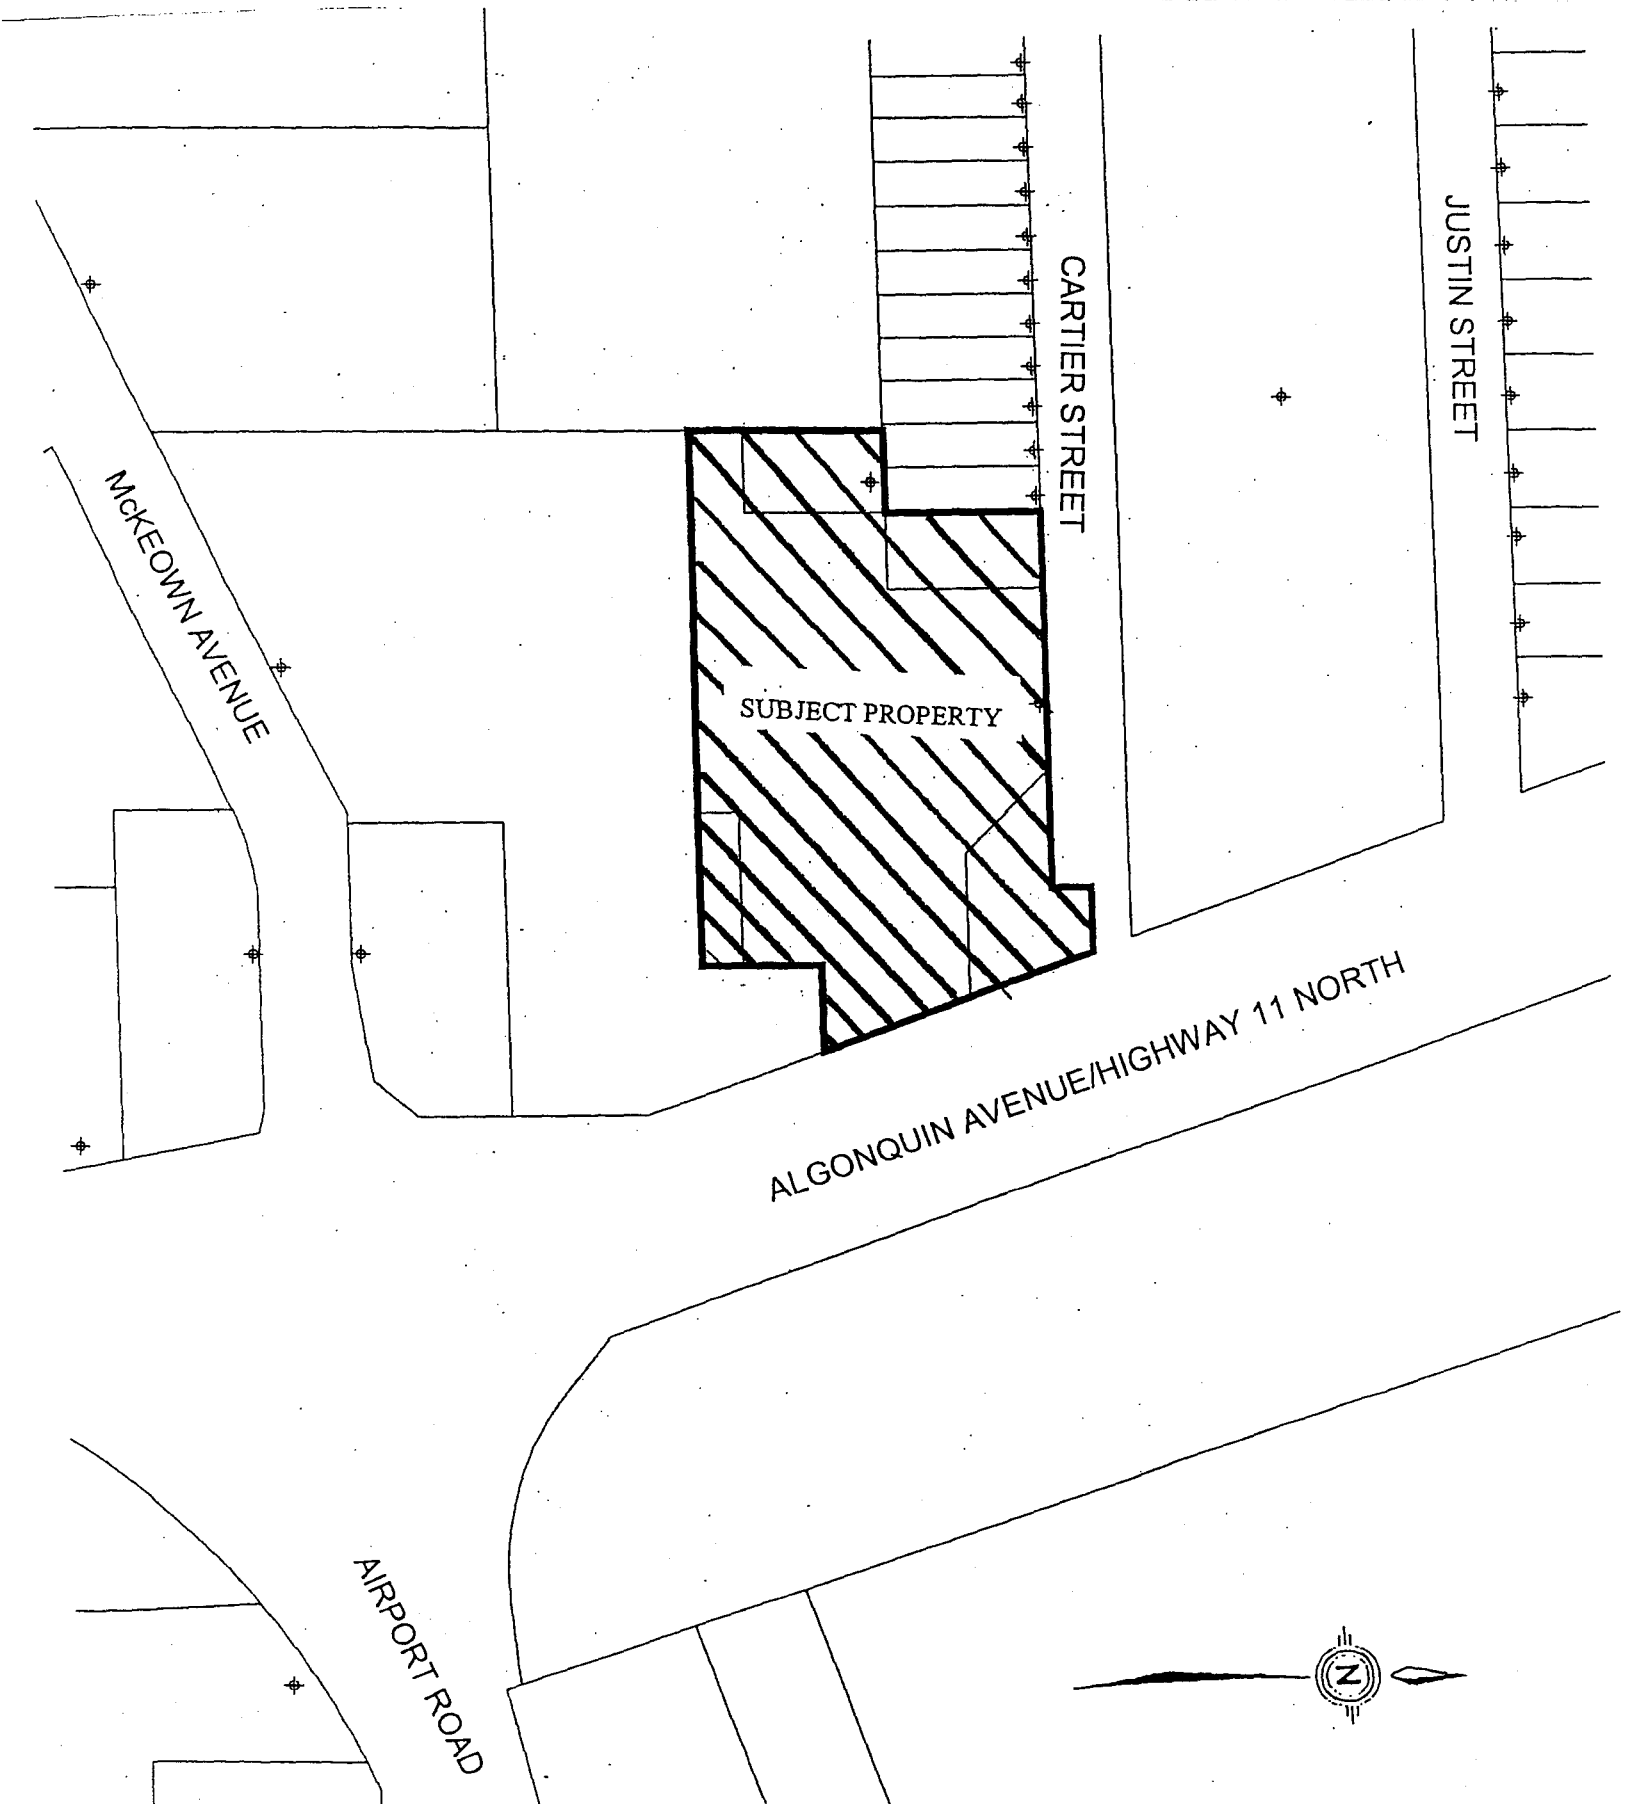 CARTIER STREET
JUSTIN STREET
McKEOWN AVENUE
SUBJECT PROPERTY
ALGONQUIN AVENUE/HIGHWAY 11 NORTH
AIRPORT ROAD
N